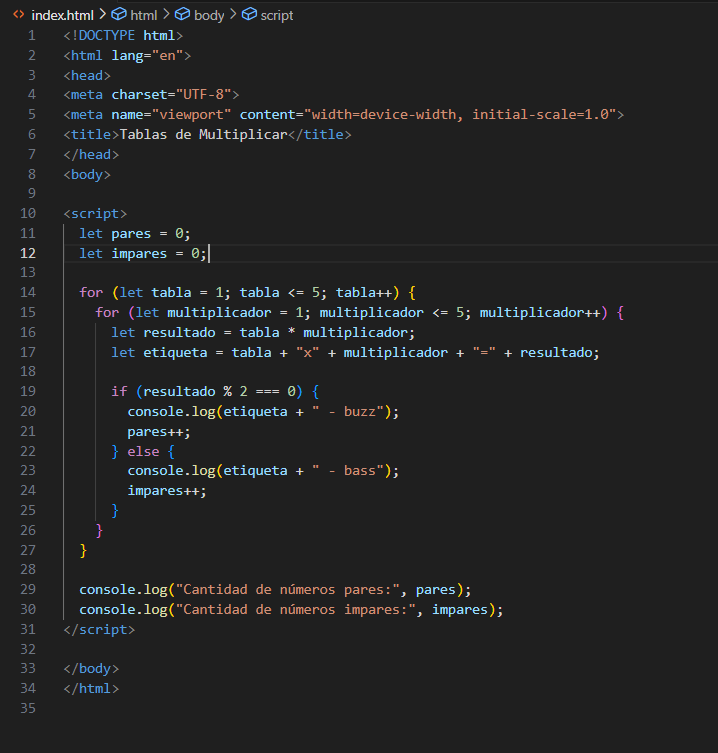 index.html > html > body > script
1 <!DOCTYPE html>
2 <html lang="en">
3 <head>
4 <meta charset="UTF-8">
5 <meta name="viewport" content="width=device-width, initial-scale=1.0">
6 <title>Tablas de Multiplicar</title>
7 </head>
8 <body>
9
10 <script>
11 let pares = 0;
12 let impares = 0;
13
14 for (let tabla = 1; tabla <= 5; tabla++) {
15 for (let multiplicador = 1; multiplicador <= 5; multiplicador++) {
16 let resultado = tabla * multiplicador;
17 let etiqueta = tabla + "x" + multiplicador + "=" + resultado;
18
19 if (resultado % 2 === 0) {
20 console.log(etiqueta + " - buzz");
21 pares++;
22 } else {
23 console.log(etiqueta + " - bass");
24 impares++;
25 }
26 }
27 }
28
29 console.log("Cantidad de números pares:", pares);
30 console.log("Cantidad de números impares:", impares);
31 </script>
32
33 </body>
34 </html>
35